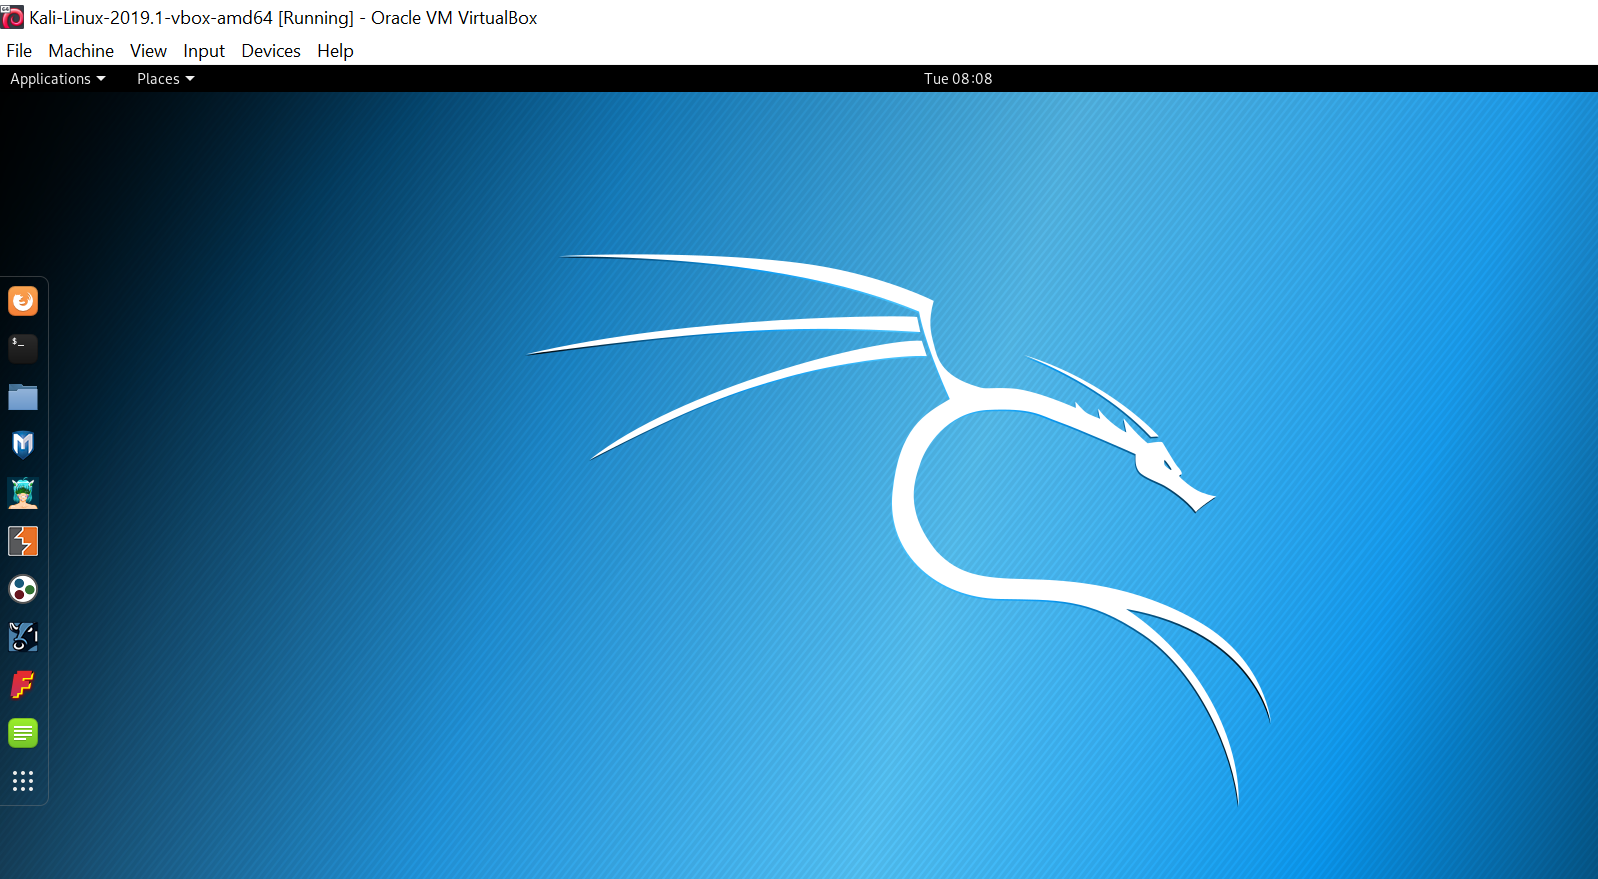 Kali-Linux-2019.1-vbox-amd64 [Running] - Oracle VM VirtualBox
File Machine View Input Devices Help
Applications Places Tue 08:08
$_